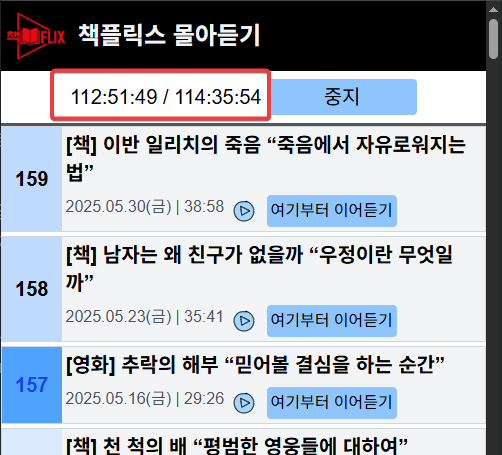 책 FLIX 책플릭스 몰아듣기
112:51:49 / 114:35:54 중지
159
[책] 이반 일리치의 죽음 “죽음에서 자유로워지는
법”
2025.05.30(금) | 38:58 여기부터 이어듣기
158
[책] 남자는 왜 친구가 없을까 “우정이란 무엇일
까”
2025.05.23(금) | 35:41 여기부터 이어듣기
157
[영화] 추락의 해부 “믿어볼 결심을 하는 순간”
2025.05.16(금) | 29:26 여기부터 이어듣기
[책] 천 척의 배 “평범한 영웅들에 대하여”